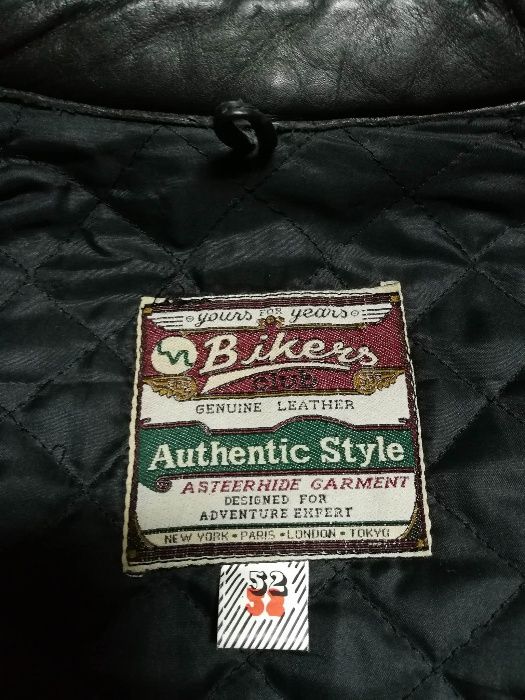 yours FOR years
Bikers
CLUB
GENUINE LEATHER
Authentic Style
ASTEERHIDE GARMENT
DESIGNED FOR
ADVENTURE EXPERT
NEW YORK • PARIS • LONDON • TOKYO
52
52